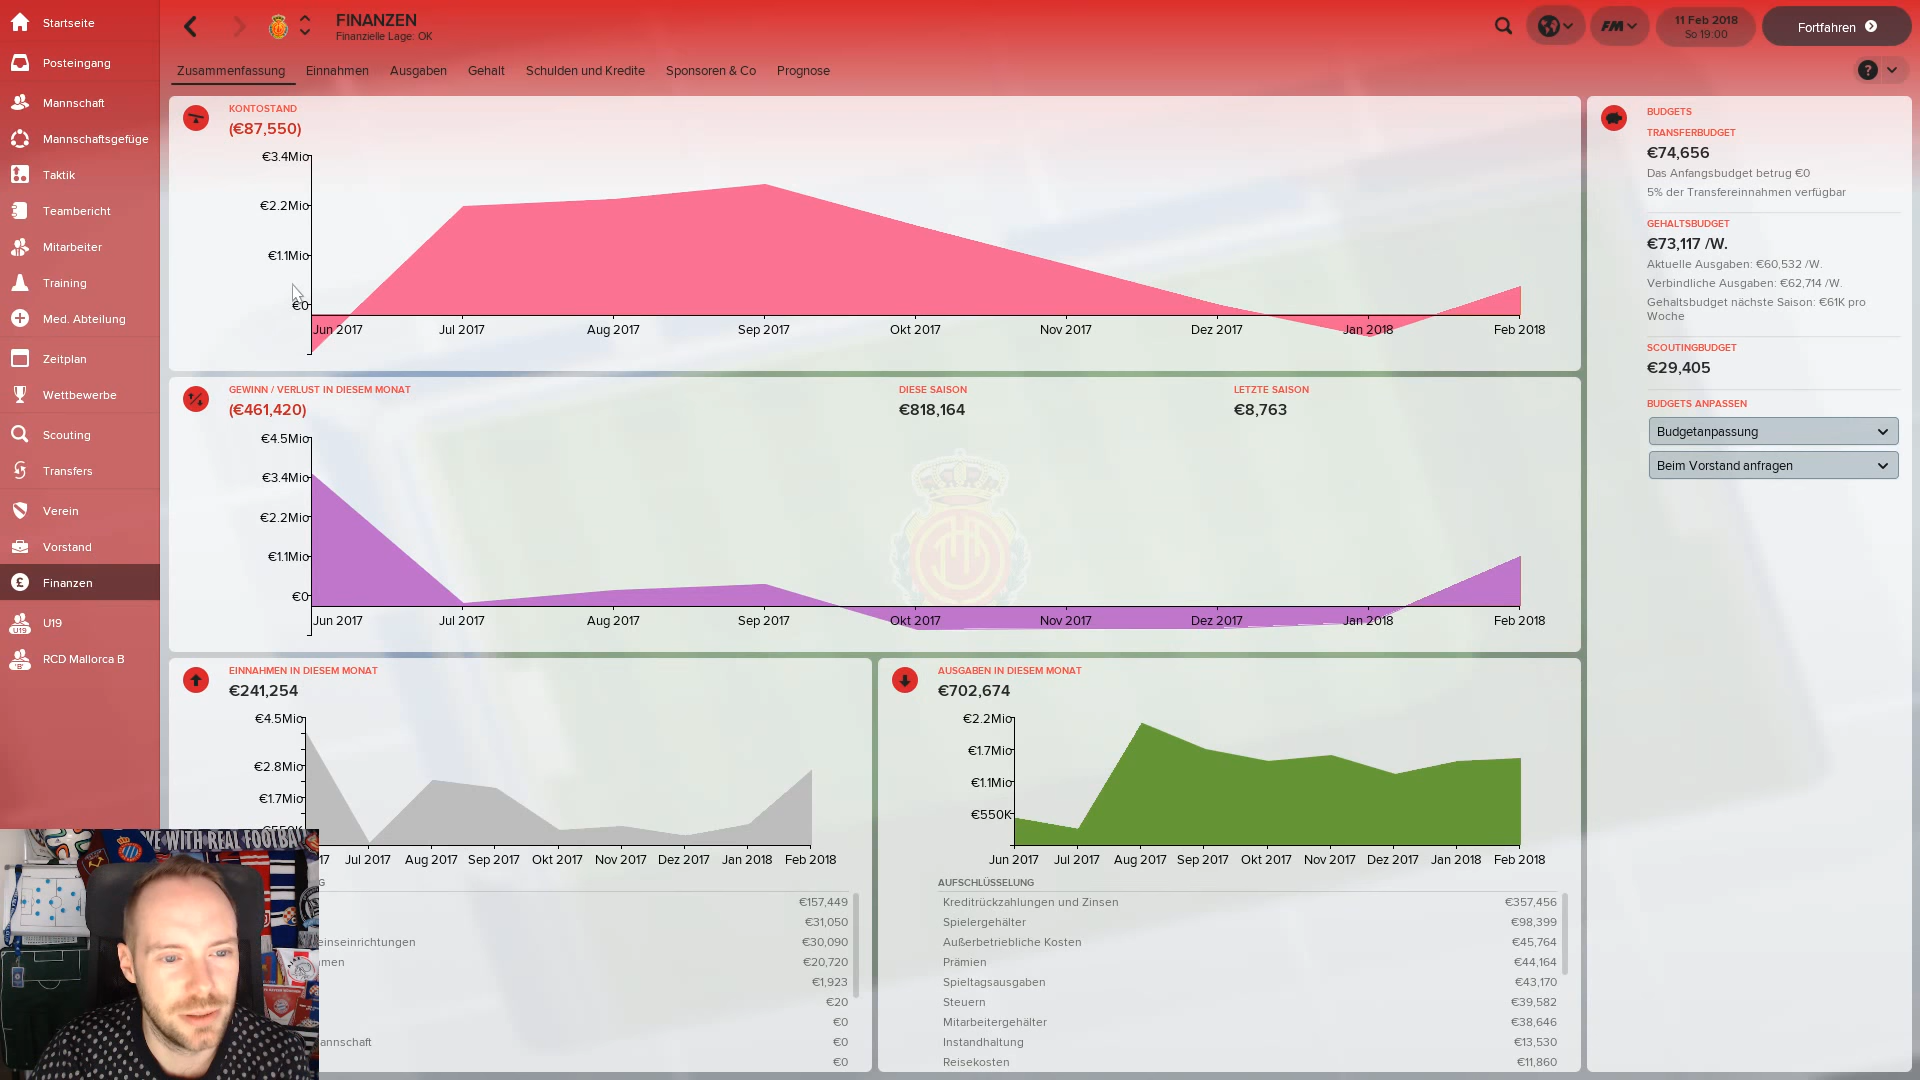 Startseite
Posteingang
Mannschaft
Mannschaftsgefüge
Taktik
Teambericht
Mitarbeiter
Training
Med. Abteilung
Zeitplan
Wettbewerbe
Scouting
Transfers
Verein
Vorstand
Finanzen
U19
RCD Mallorca B
FINANZEN
Finanzielle Lage: OK
FM
11 Feb 2018
So 19:00
Fortfahren
Zusammenfassung Einnahmen Ausgaben Gehalt Schulden und Kredite Sponsoren & Co Prognose
KONTOSTAND
(€87,550)
€3.4Mio
€2.2Mio
€1.1Mio
€0
Jun 2017 Jul 2017 Aug 2017 Sep 2017 Okt 2017 Nov 2017 Dez 2017 Jan 2018 Feb 2018
GEWINN / VERLUST IN DIESEM MONAT
(€461,420)
DIESE SAISON
€818,164
LETZTE SAISON
€8,763
€4.5Mio
€3.4Mio
€2.2Mio
€1.1Mio
€0
Jun 2017 Jul 2017 Aug 2017 Sep 2017 Okt 2017 Nov 2017 Dez 2017 Jan 2018 Feb 2018
EINNAHMEN IN DIESEM MONAT
€241,254
€4.5Mio
€2.8Mio
€1.7Mio
€550K
17 Jul 2017 Aug 2017 Sep 2017 Okt 2017 Nov 2017 Dez 2017 Jan 2018 Feb 2018
G
€157,449
€31,050
einseinrichtungen €30,090
men €20,720
€1,923
€20
€0
annschaft €0
€0
AUSGABEN IN DIESEM MONAT
€702,674
€2.2Mio
€1.7Mio
€1.1Mio
€550K
Jun 2017 Jul 2017 Aug 2017 Sep 2017 Okt 2017 Nov 2017 Dez 2017 Jan 2018 Feb 2018
AUFSCHLÜSSELUNG
Kreditrückzahlungen und Zinsen €357,456
Spielergehälter €98,399
Außerbetriebliche Kosten €45,764
Prämien €44,164
Spieltagsausgaben €43,170
Steuern €39,582
Mitarbeitergehälter €38,646
Instandhaltung €13,530
Reisekosten €11,860
BUDGETS
TRANSFERBUDGET
€74,656
Das Anfangsbudget betrug €0
5% der Transfereinnahmen verfügbar
GEHALTSBUDGET
€73,117 /W.
Aktuelle Ausgaben: €60,532 /W.
Verbindliche Ausgaben: €62,714 /W.
Gehaltsbudget nächste Saison: €61K pro
Woche
SCOUTINGBUDGET
€29,405
BUDGETS ANPASSEN
Budgetanpassung
Beim Vorstand anfragen
WITH REAL FOOTBA